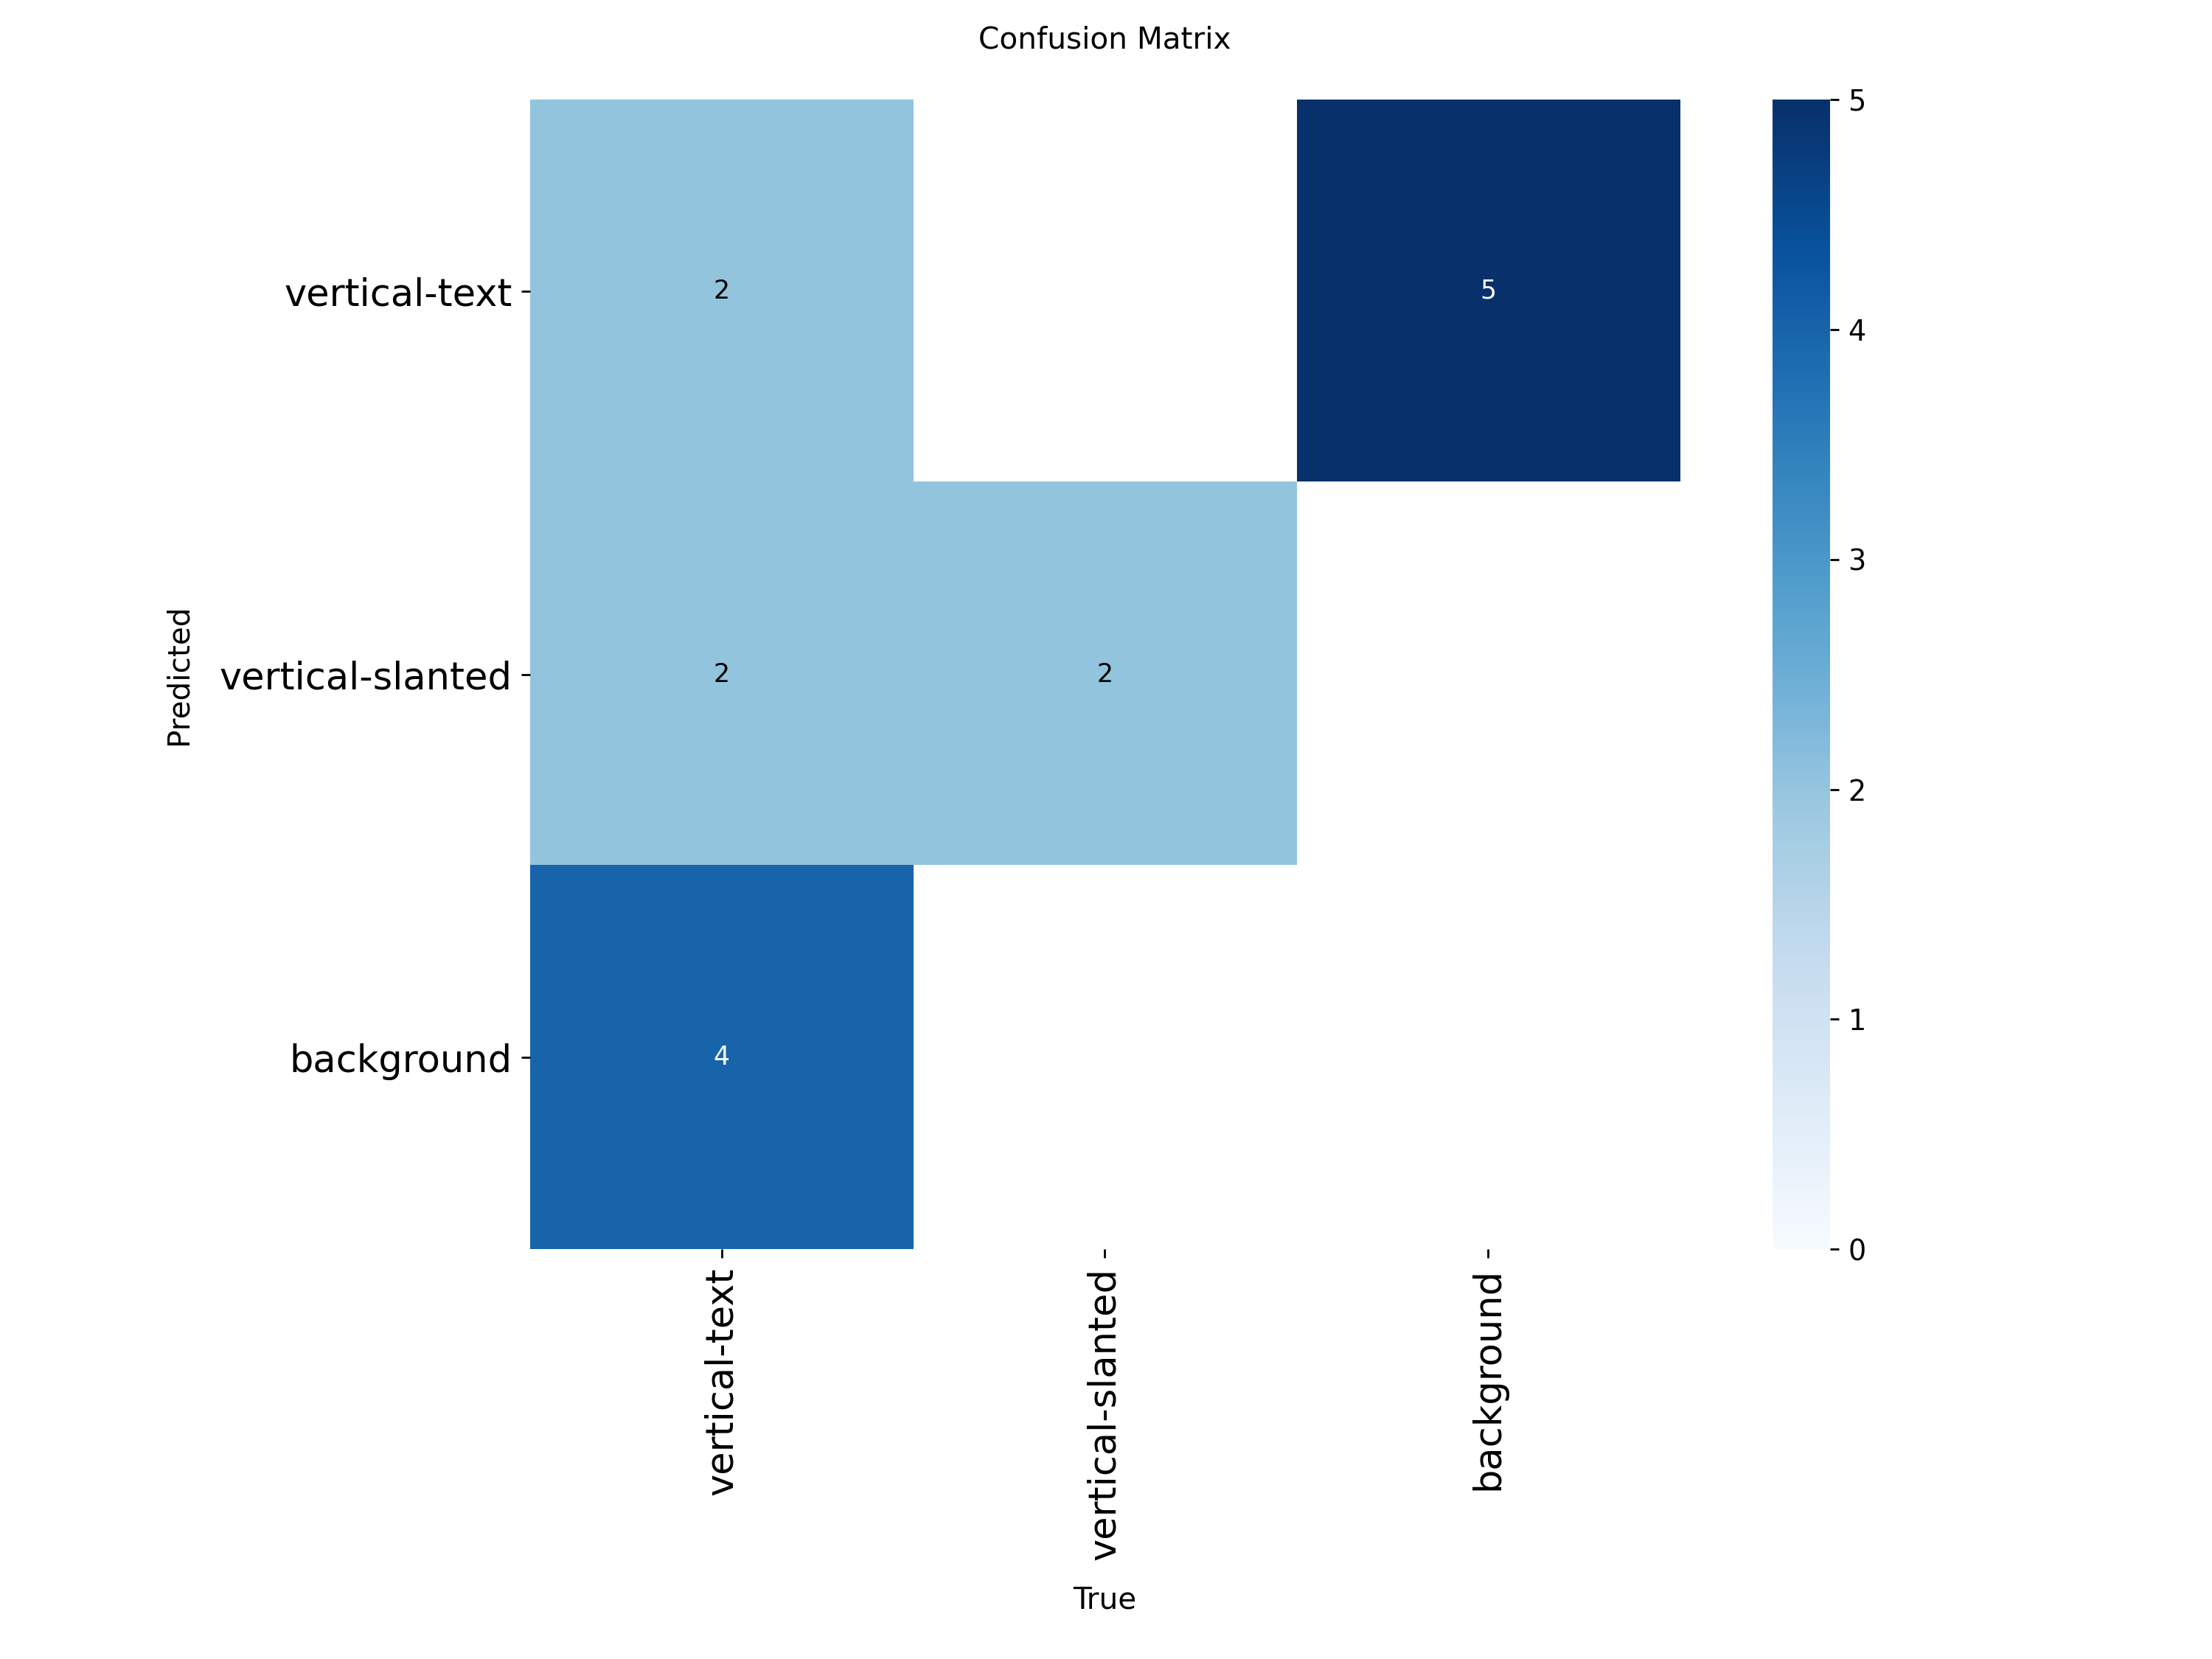 Confusion Matrix
5
vertical-text
2
5
4
3
Predicted
vertical-slanted
2
2
2
background
4
1
0
vertical-text
vertical-slanted
background
True